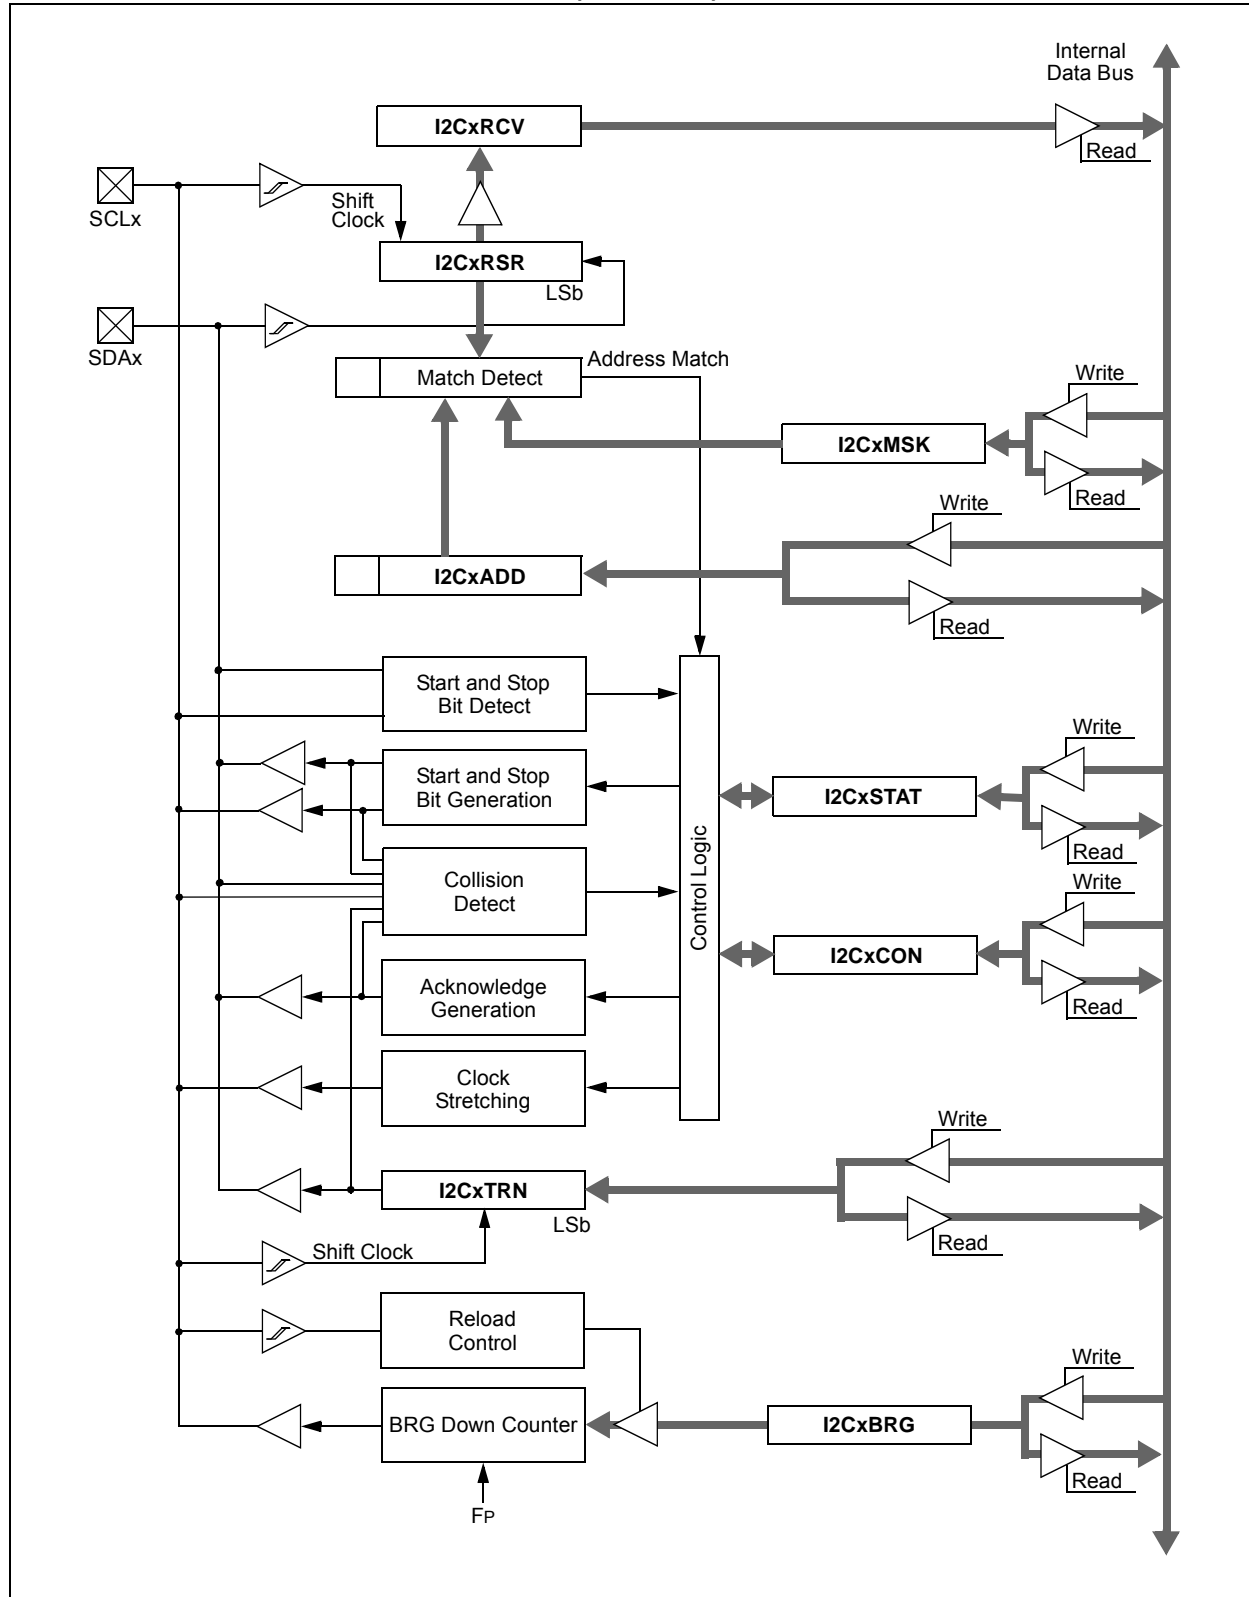 Internal
Data Bus
I2CxRCV
Read
SCLx
Shift
Clock
I2CxRSR
LSb
SDAx
Address Match
Match Detect
Write
I2CxMSK
Read
Write
I2CxADD
Read
Start and Stop
Bit Detect
Write
Start and Stop
Bit Generation
I2CxSTAT
Read
Control Logic
Collision
Detect
Write
I2CxCON
Read
Acknowledge
Generation
Clock
Stretching
Write
I2CxTRN
LSb
Read
Shift Clock
Reload
Control
Write
BRG Down Counter
I2CxBRG
Read
FP